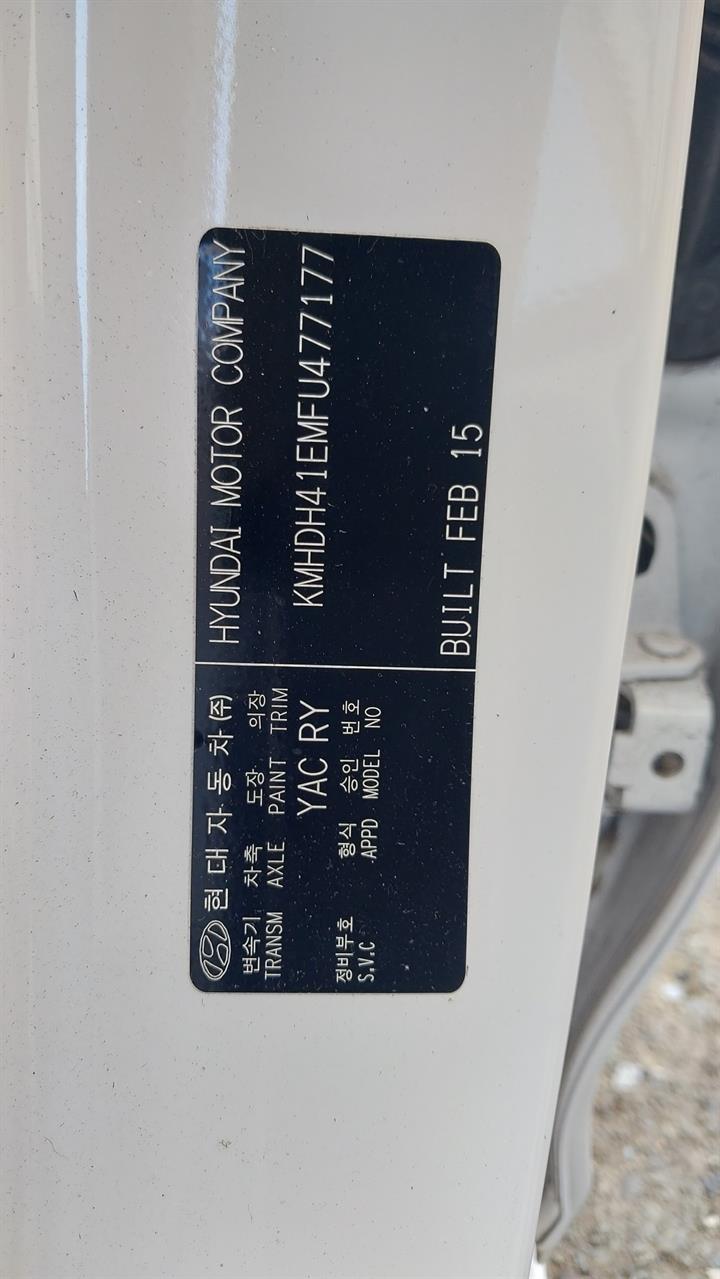 현대자동차(주)
변속기 차축 도장 의장
TRANSM AXLE PAINT TRIM
YAC RY
정비부호 형식 승인 번호
S.V.C APPD MODEL NO
HYUNDAI MOTOR COMPANY
KMHDH41EMFU477177
BUILT FEB 15